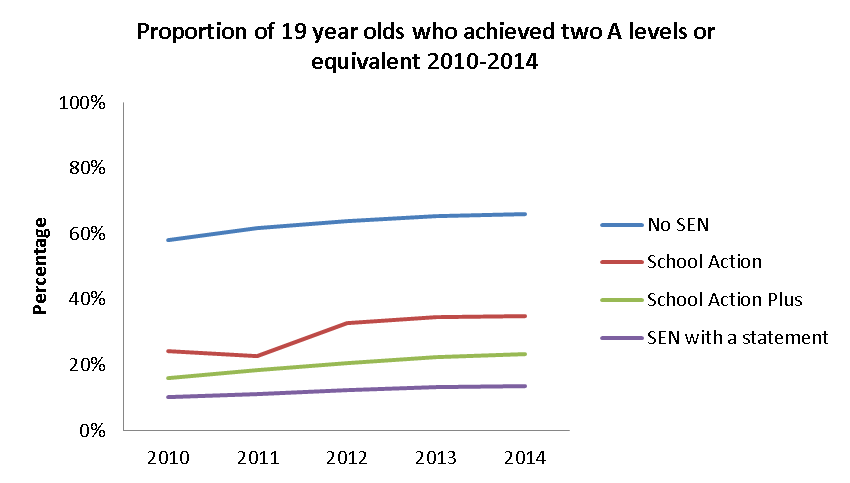 Proportion of 19 year olds who achieved two A levels or
equivalent 2010-2014
100%
80%
60%
40%
20%
0%
Percentage
2010 2011 2012 2013 2014
No SEN
School Action
School Action Plus
SEN with a statement